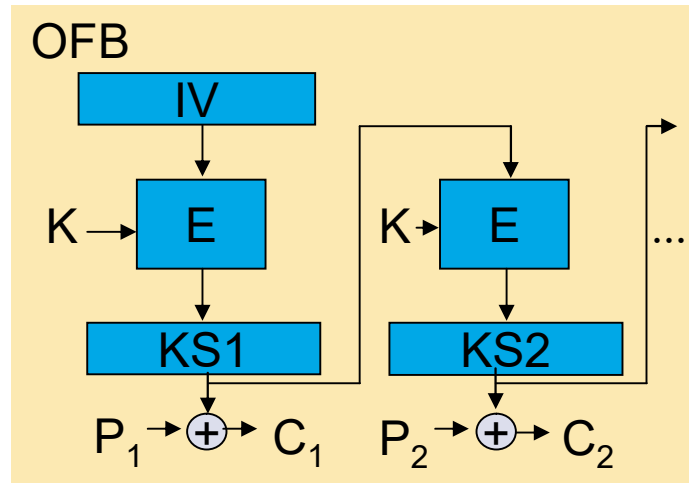 OFB
IV
K E K E ...
KS1 KS2
P1 + C1 P2 + C2